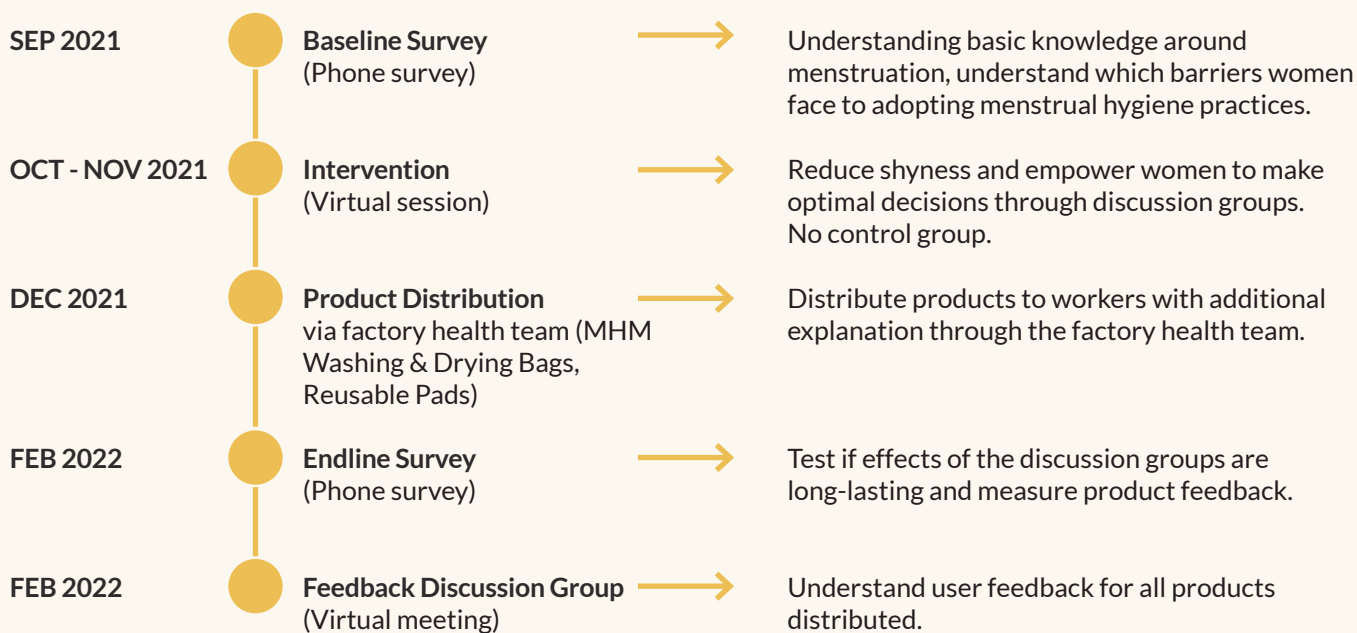 SEP 2021
Baseline Survey
(Phone survey)
Understanding basic knowledge around
menstruation, understand which barriers women
face to adopting menstrual hygiene practices.
OCT - NOV 2021
Intervention
(Virtual session)
Reduce shyness and empower women to make
optimal decisions through discussion groups.
No control group.
DEC 2021
Product Distribution
via factory health team (MHM
Washing & Drying Bags,
Reusable Pads)
Distribute products to workers with additional
explanation through the factory health team.
FEB 2022
Endline Survey
(Phone survey)
Test if effects of the discussion groups are
long-lasting and measure product feedback.
FEB 2022
Feedback Discussion Group
(Virtual meeting)
Understand user feedback for all products
distributed.